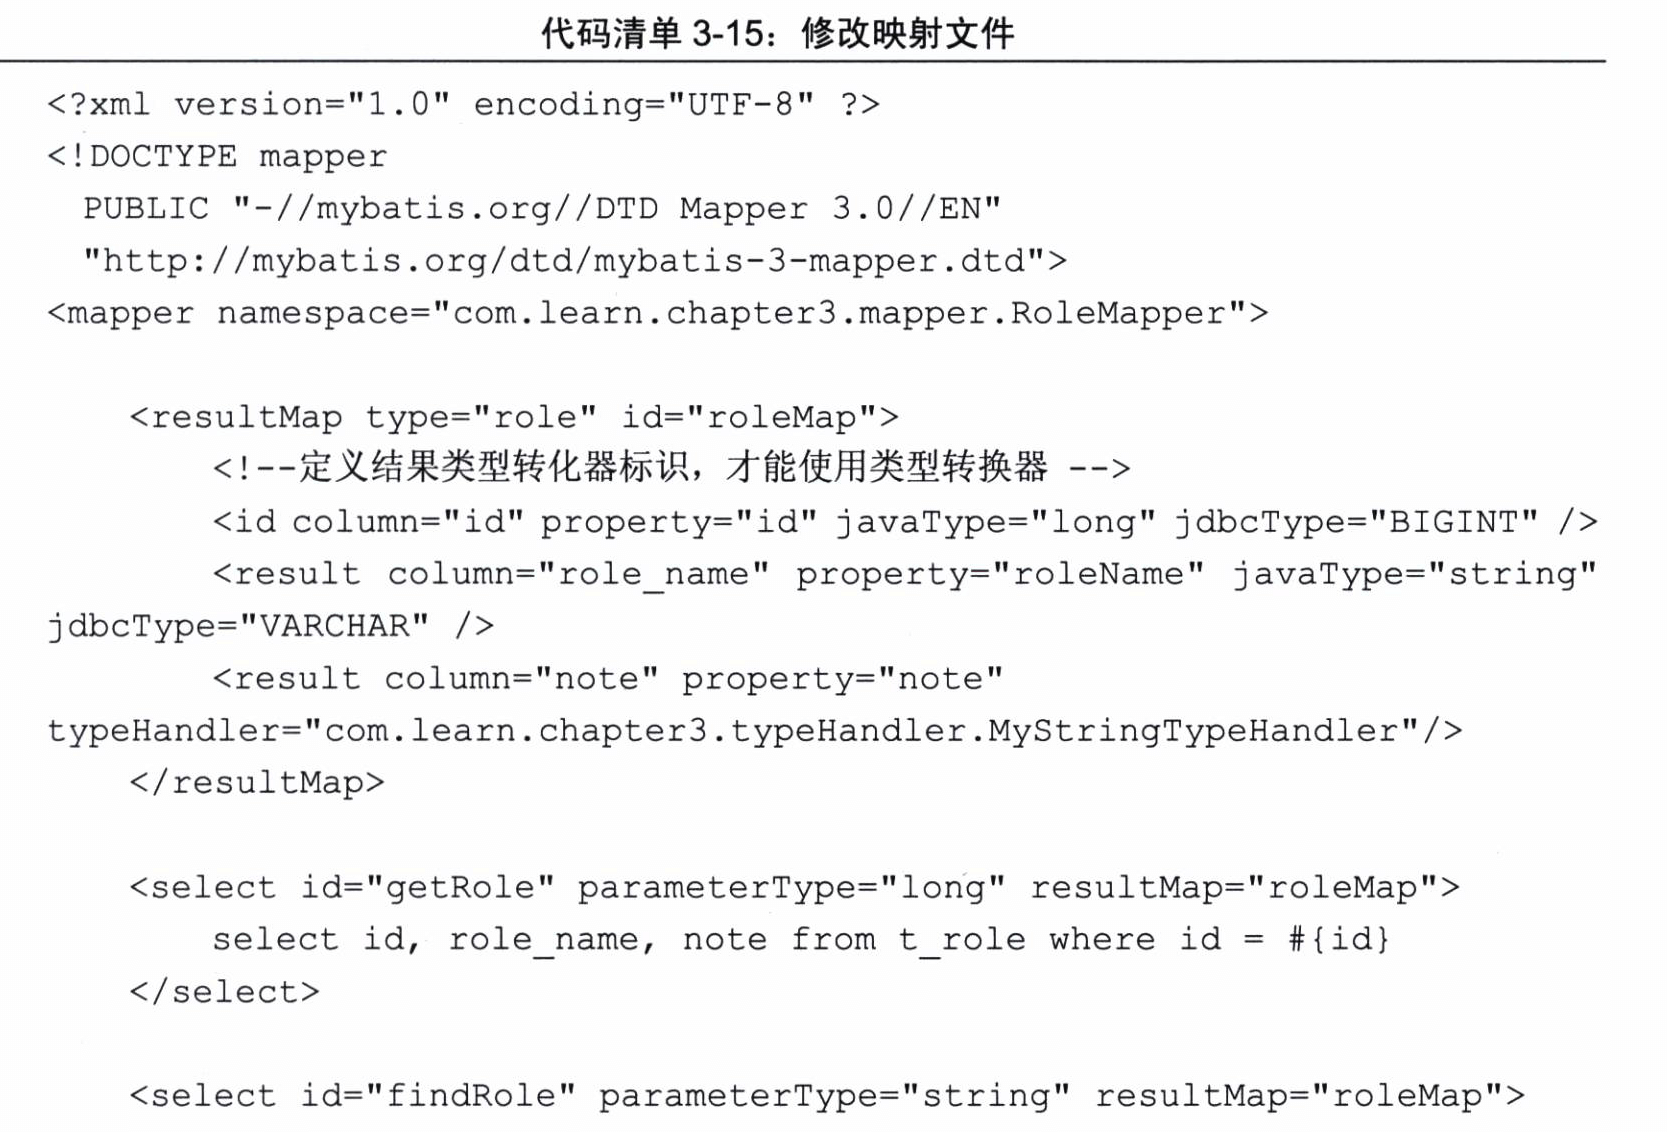 代码清单 3-15：修改映射文件
<?xml version="1.0" encoding="UTF-8" ?>
<!DOCTYPE mapper
PUBLIC "-//mybatis.org//DTD Mapper 3.0//EN"
"http://mybatis.org/dtd/mybatis-3-mapper.dtd">
<mapper namespace="com.learn.chapter3.mapper.RoleMapper">
<resultMap type="role" id="roleMap">
<!--定义结果类型转化器标识，才能使用类型转换器 -->
<id column="id" property="id" javaType="long" jdbcType="BIGINT" />
<result column="role_name" property="roleName" javaType="string"
jdbcType="VARCHAR" />
<result column="note" property="note"
typeHandler="com.learn.chapter3.typeHandler.MyStringTypeHandler"/>
</resultMap>
<select id="getRole" parameterType="long" resultMap="roleMap">
select id, role_name, note from t_role where id = #{id}
</select>
<select id="findRole" parameterType="string" resultMap="roleMap">